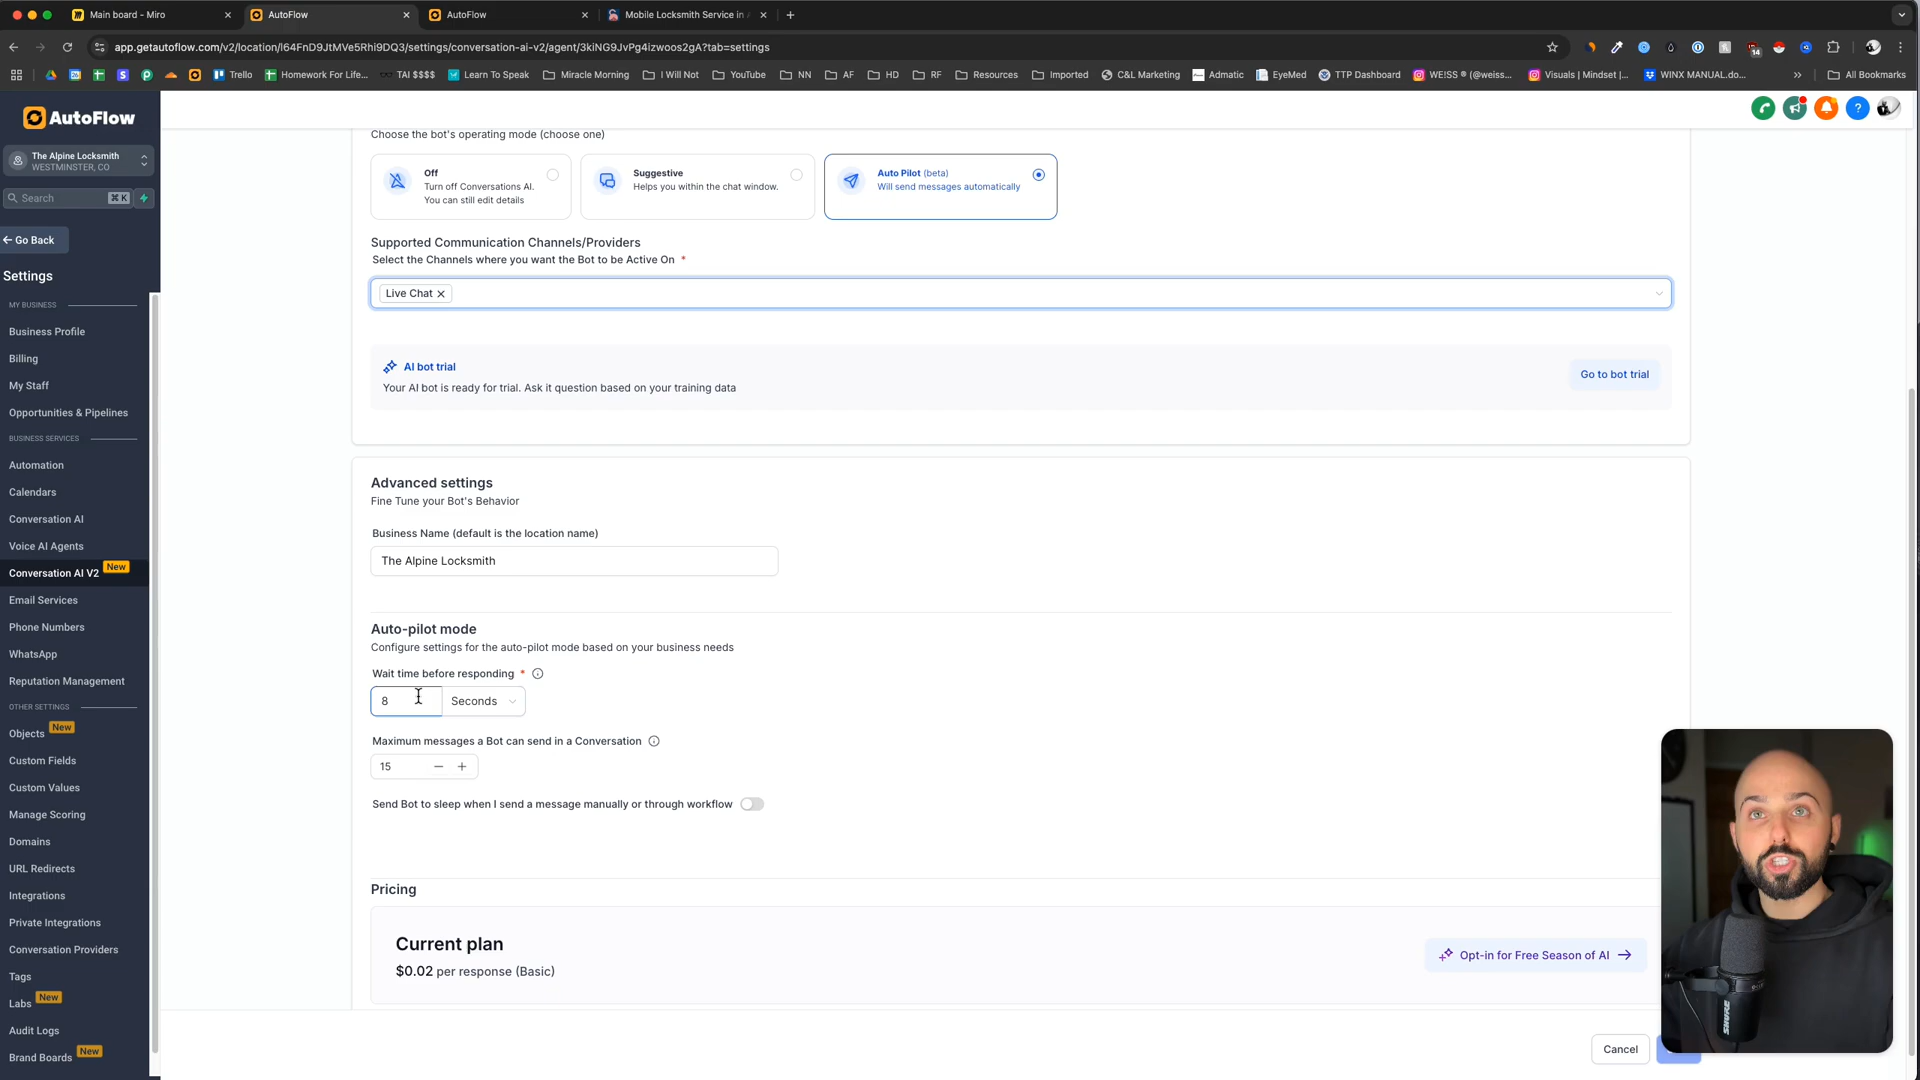 Main board - Miro
AutoFlow
AutoFlow
Mobile Locksmith Service in
app.getautoflow.com/v2/location/I64FnD9JtMVe5Rhi9DQ3/settings/conversation-ai-v2/agent/3kiNG9JvPg4izwoos2gA?tab=settings
14
Trello
Homework For Life...
TAI $$$$
Learn To Speak
Miracle Morning
I Will Not
YouTube
NN
AF
HD
RF
Resources
Imported
C&L Marketing
Admatic
EyeMed
TTP Dashboard
WE!SS ® (@weiss...
Visuals | Mindset |...
WINX MANUAL.do...
All Bookmarks
AutoFlow
The Alpine Locksmith
WESTMINSTER, CO
Search
⌘ K
Go Back
Settings
MY BUSINESS
Business Profile
Billing
My Staff
Opportunities & Pipelines
BUSINESS SERVICES
Automation
Calendars
Conversation AI
Voice AI Agents
Conversation AI V2 New
Email Services
Phone Numbers
WhatsApp
Reputation Management
OTHER SETTINGS
Objects New
Custom Fields
Custom Values
Manage Scoring
Domains
URL Redirects
Integrations
Private Integrations
Conversation Providers
Tags
Labs New
Audit Logs
Brand Boards New
Choose the bot's operating mode (choose one)
Off
Turn off Conversations AI.
You can still edit details
Suggestive
Helps you within the chat window.
Auto Pilot (beta)
Will send messages automatically
Supported Communication Channels/Providers
Select the Channels where you want the Bot to be Active On *
Live Chat
AI bot trial
Your AI bot is ready for trial. Ask it question based on your training data
Go to bot trial
Advanced settings
Fine Tune your Bot's Behavior
Business Name (default is the location name)
The Alpine Locksmith
Auto-pilot mode
Configure settings for the auto-pilot mode based on your business needs
Wait time before responding *
8
Seconds
Maximum messages a Bot can send in a Conversation
15
Send Bot to sleep when I send a message manually or through workflow
Pricing
Current plan
$0.02 per response (Basic)
Opt-in for Free Season of AI
Cancel
SHURE